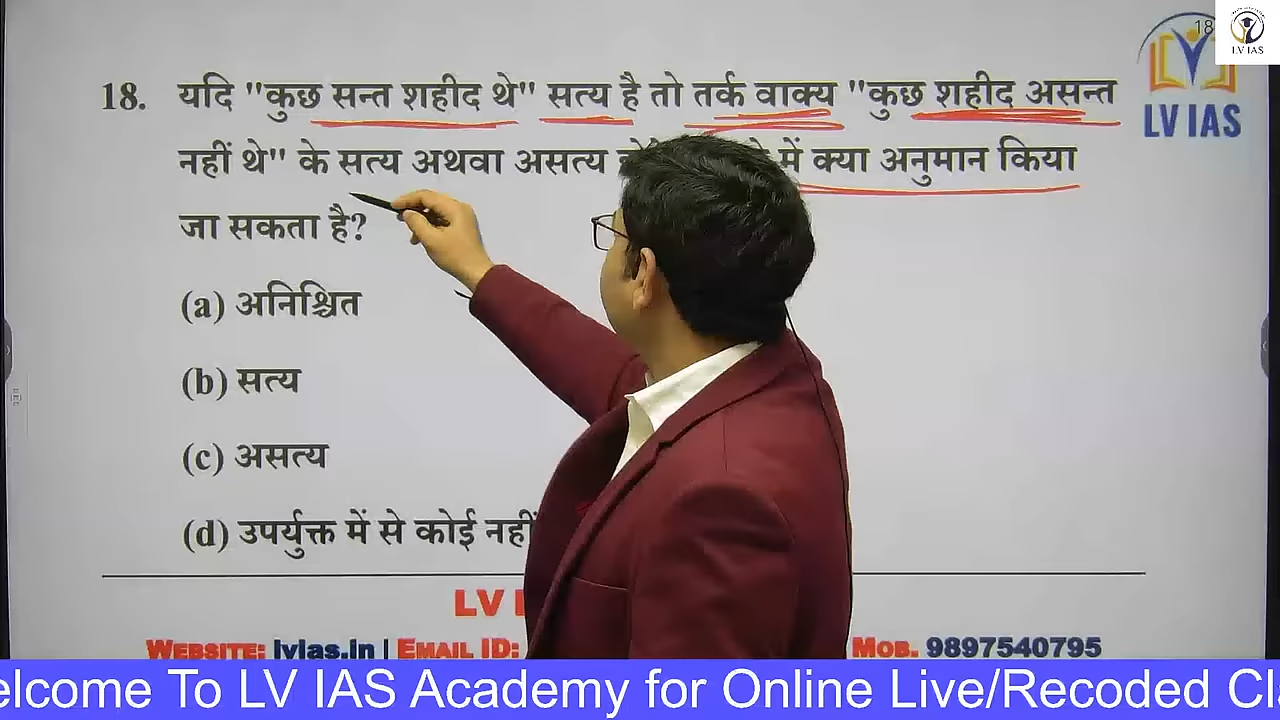 18
LV IAS
LV IAS
18. यदि "कुछ सन्त शहीद थे" सत्य है तो तर्क वाक्य "कुछ शहीद असन्त
नहीं थे" के सत्य अथवा असत्य में क्या अनुमान किया
जा सकता है?
(a) अनिश्चित
(b) सत्य
(c) असत्य
(d) उपर्युक्त में से कोई नहीं
LV
WEBSITE: lvias.in | EMAIL ID: MOB. 9897540795
elcome To LV IAS Academy for Online Live/Recoded Cl